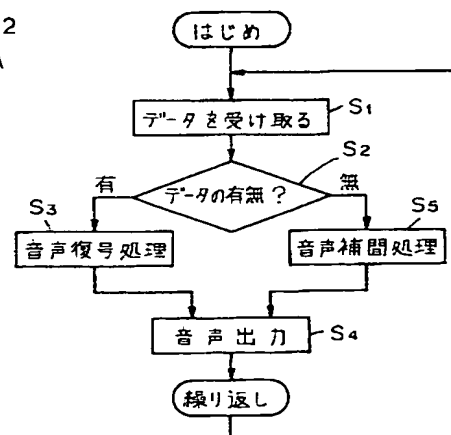 2
はじめ
データを受け取る
S1
S2
データの有無?
有
無
S3
S5
音声復号処理
音声補間処理
音声出力
S4
繰り返し